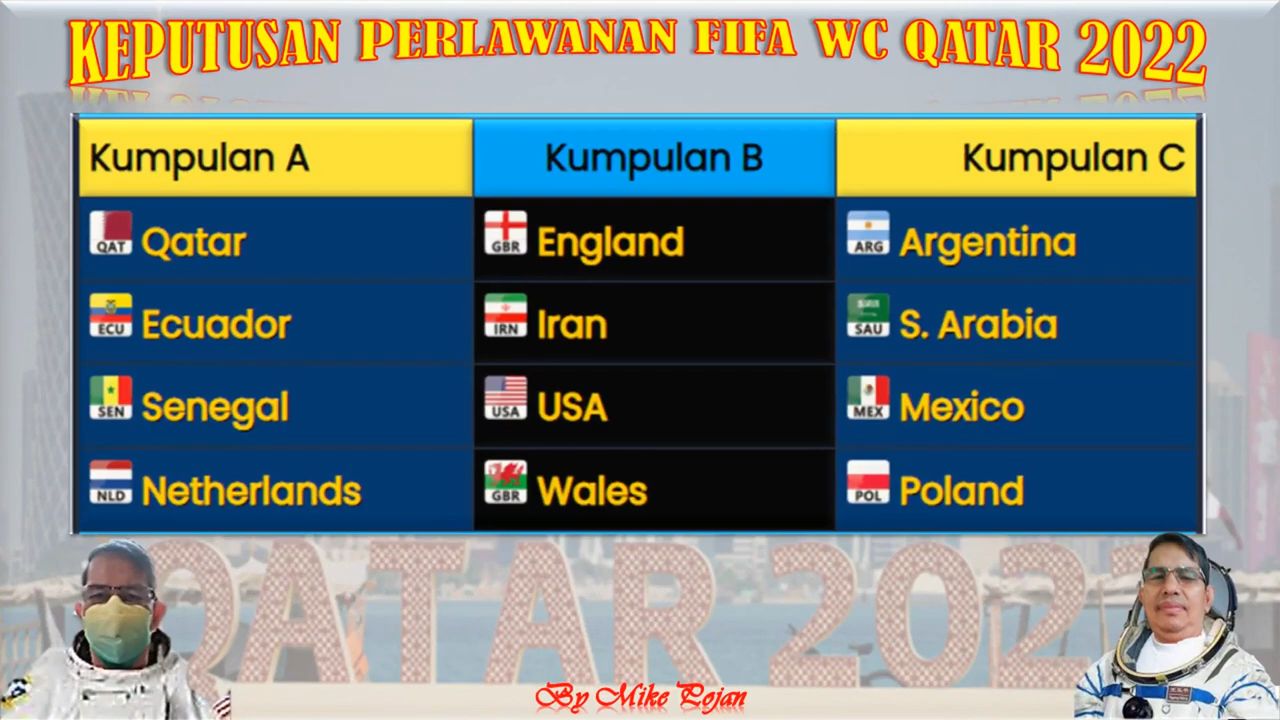 KEPUTUSAN PERLAWANAN FIFA WC QATAR 2022
Kumpulan A Kumpulan B Kumpulan C
QAT Qatar GBR England ARG Argentina
ECU Ecuador IRN Iran SAU S. Arabia
SEN Senegal USA USA MEX Mexico
NLD Netherlands GBR Wales POL Poland
QATAR 2022
By Mike Pojan